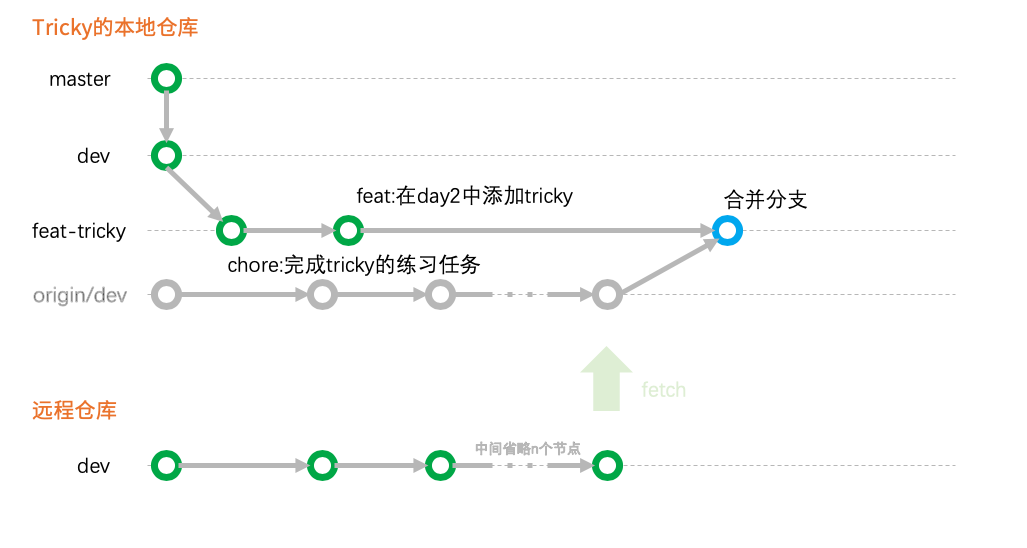 Tricky的本地仓库
master
dev
feat:在day2中添加tricky
合并分支
feat-tricky
chore:完成tricky的练习任务
origin/dev
fetch
远程仓库
中间省略n个节点
dev